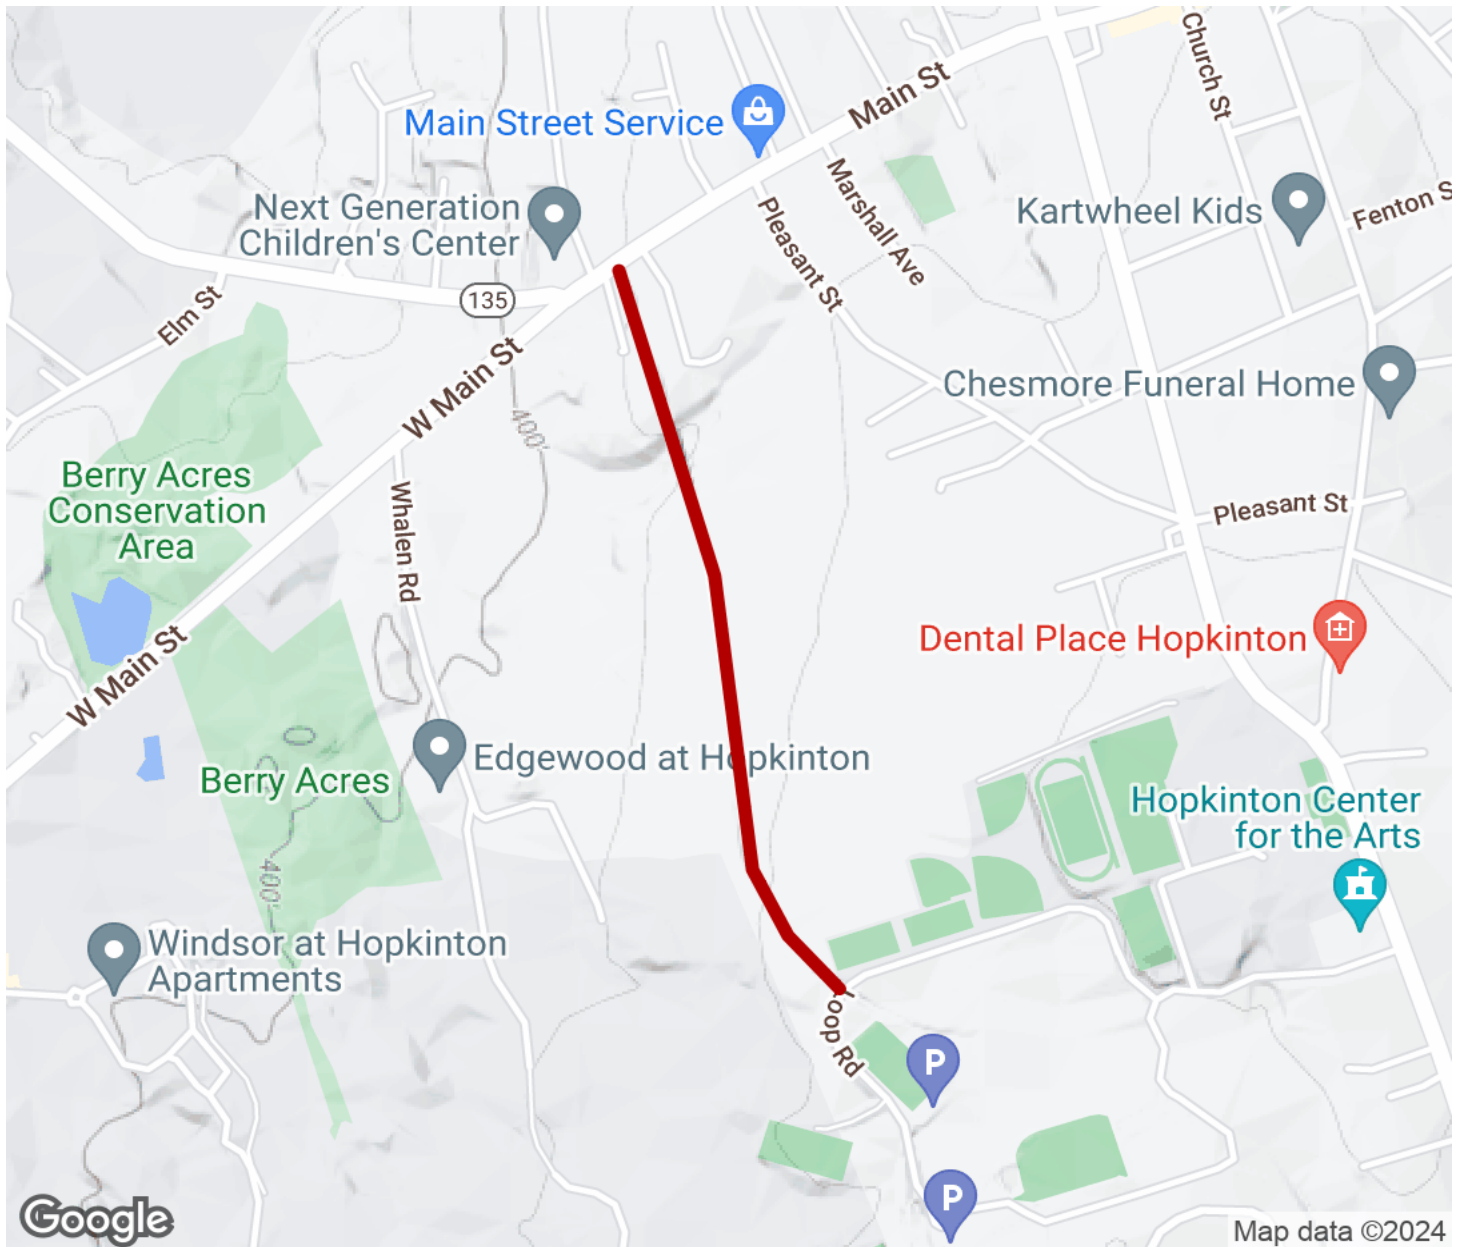 Church St
Main St
Main Street Service
Marshall Ave
Next Generation
Children's Center
Kartwheel Kids
Fenton S
Pleasant St
135
Elm St
W Main St
Chesmore Funeral Home
400'
Berry Acres
Conservation
Area
Whalen Rd
Pleasant St
Dental Place Hopkinton
W Main St
Edgewood at Hopkinton
Berry Acres
Hopkinton Center
for the Arts
400'
Windsor at Hopkinton
Apartments
Loop Rd
P
P
Google
Map data ©2024